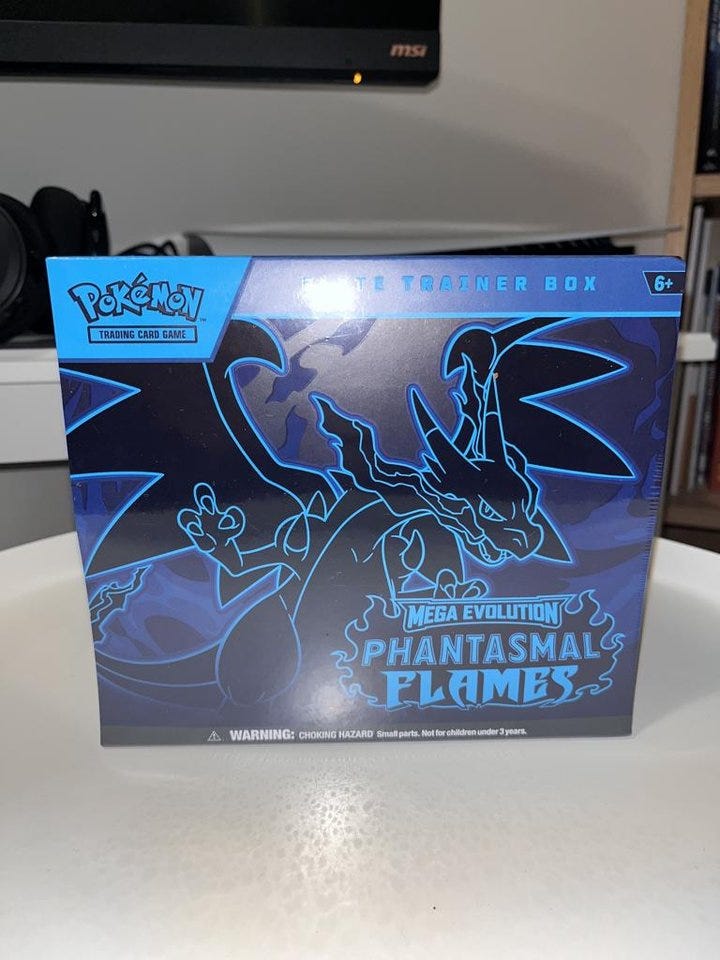 msi
TRAINER BOX
6+
POKéMON
TRADING CARD GAME
MEGA EVOLUTION
PHANTASMAL
FLAMES
WARNING: CHOKING HAZARD Small parts. Not for children under 3 years.